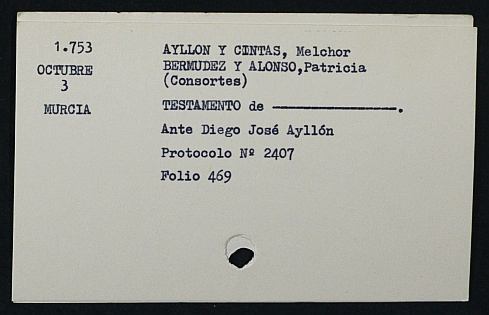 1.753
OCTUBRE
3
MURCIA
AYLLON Y CINTAS, Melchor
BERMUDEZ Y ALONSO,Patricia
(Consortes)
TESTAMENTO de ————————.
Ante Diego José Ayllón
Protocolo Nº 2407
Folio 469